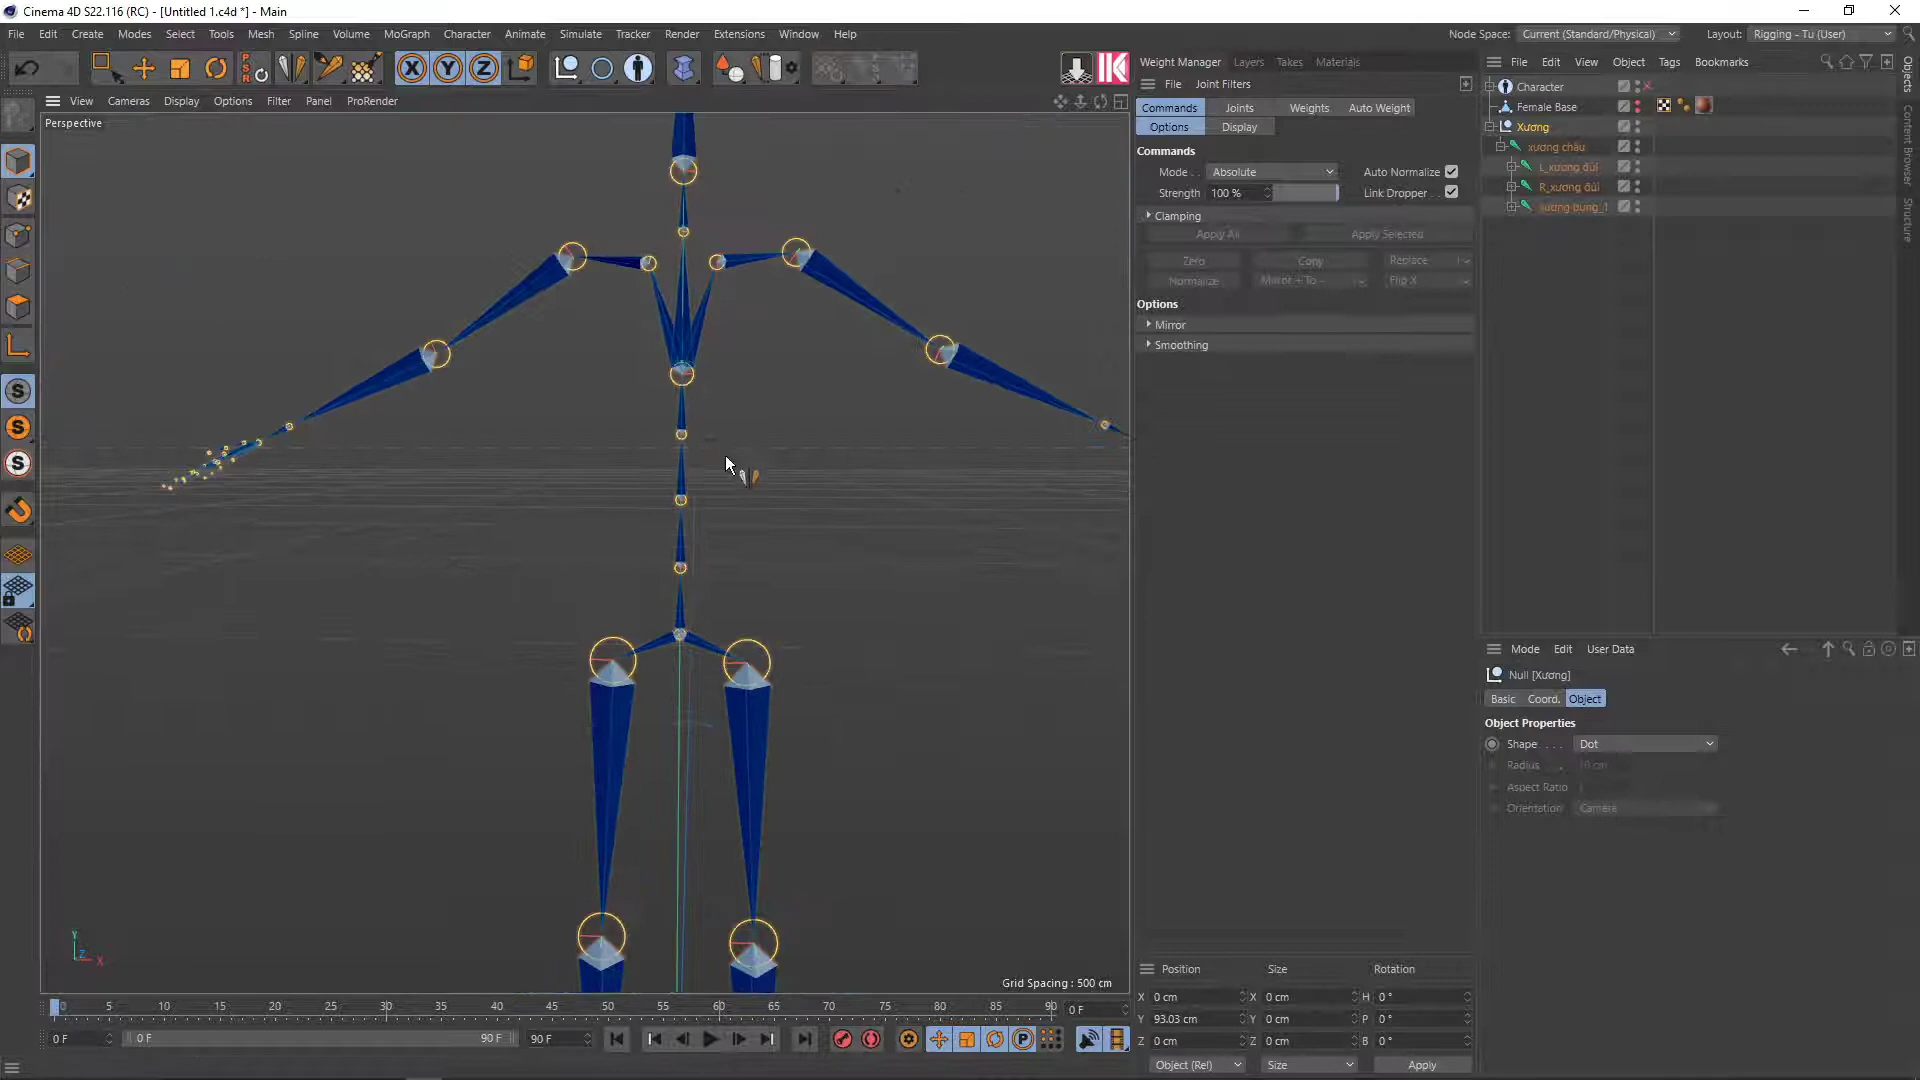 Cinema 4D S22.116 (RC) - [Untitled 1.c4d *] - Main
File Edit Create Modes Select Tools Mesh Spline Volume MoGraph Character Animate Simulate Tracker Render Extensions Window Help
Node Space: Current (Standard/Physical) Layout: Rigging - Tu (User)
X Y Z PSR
View Cameras Display Options Filter Panel ProRender
Perspective
Grid Spacing : 500 cm
Y Z X
Weight Manager Layers Takes Materials
File Joint Filters
Commands Joints Weights Auto Weight
Options Display
Commands
Mode . . Absolute Auto Normalize
Strength 100 % Link Dropper
Clamping
Apply All Apply Selected
Zero Copy Replace
Normalize Mirror + To - Flip X
Options
Mirror
Smoothing
File Edit View Object Tags Bookmarks
Character
Female Base
Xương
xương chậu
L_xương đùi
R_xương đùi
xương bụng_1
Objects
Content Browser
Structure
Mode Edit User Data
Null [Xương]
Basic Coord. Object
Object Properties
Shape . . . . Dot
Radius . . 10 cm
Aspect Ratio 1
Orientation Camera
0 5 10 15 20 25 30 35 40 45 50 55 60 65 70 75 80 85 90 0 F
0 F 0 F 90 F 90 F
Position Size Rotation
X 0 cm X 0 cm H 0 °
Y 93.03 cm Y 0 cm P 0 °
Z 0 cm Z 0 cm B 0 °
Object (Rel) Size Apply